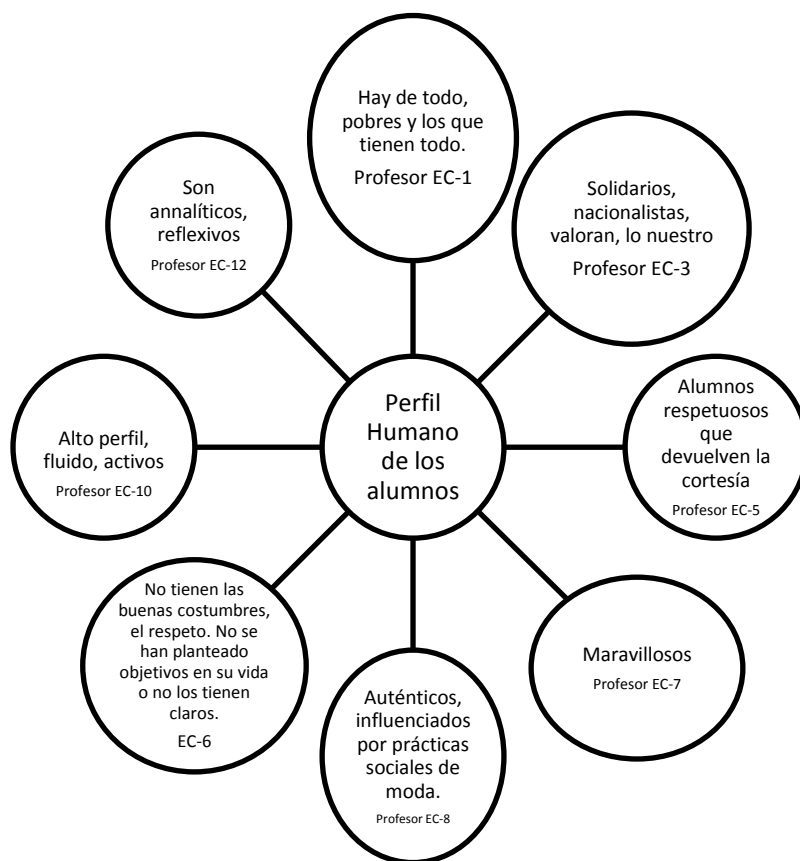 Hay de todo,
pobres y los que
tienen todo.
Profesor EC-1
Solidarios,
nacionalistas,
valoran, lo nuestro
Profesor EC-3
Alumnos
respetuosos
que
devuelven la
cortesía
Profesor EC-5
Maravillosos
Profesor EC-7
Auténticos,
influenciados
por prácticas
sociales de
moda.
Profesor EC-8
No tienen las
buenas costumbres,
el respeto. No se
han planteado
objetivos en su vida
o no los tienen
claros.
EC-6
Alto perfil,
fluido, activos
Profesor EC-10
Son
annalíticos,
reflexivos
Profesor EC-12
Perfil
Humano
de los
alumnos